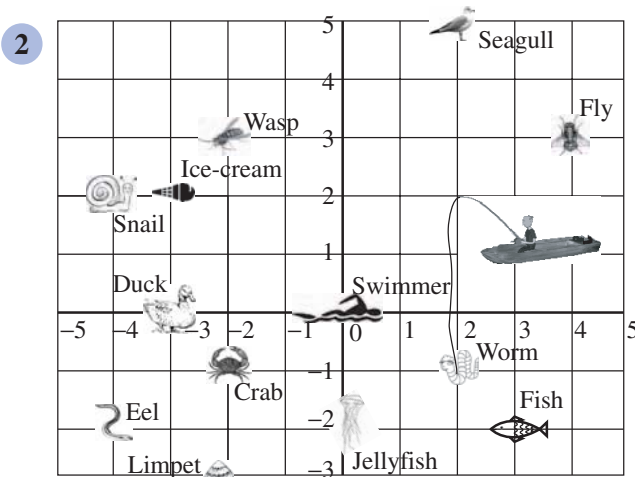 2
5
Seagull
4
Fly
Wasp
3
Ice-cream
2
Snail
1
Duck
Swimmer
–5 –4 –3 –2 –1 0 1 2 3 4 5
Worm
–1
Crab
Fish
Eel
–2
Limpet
Jellyfish
–3